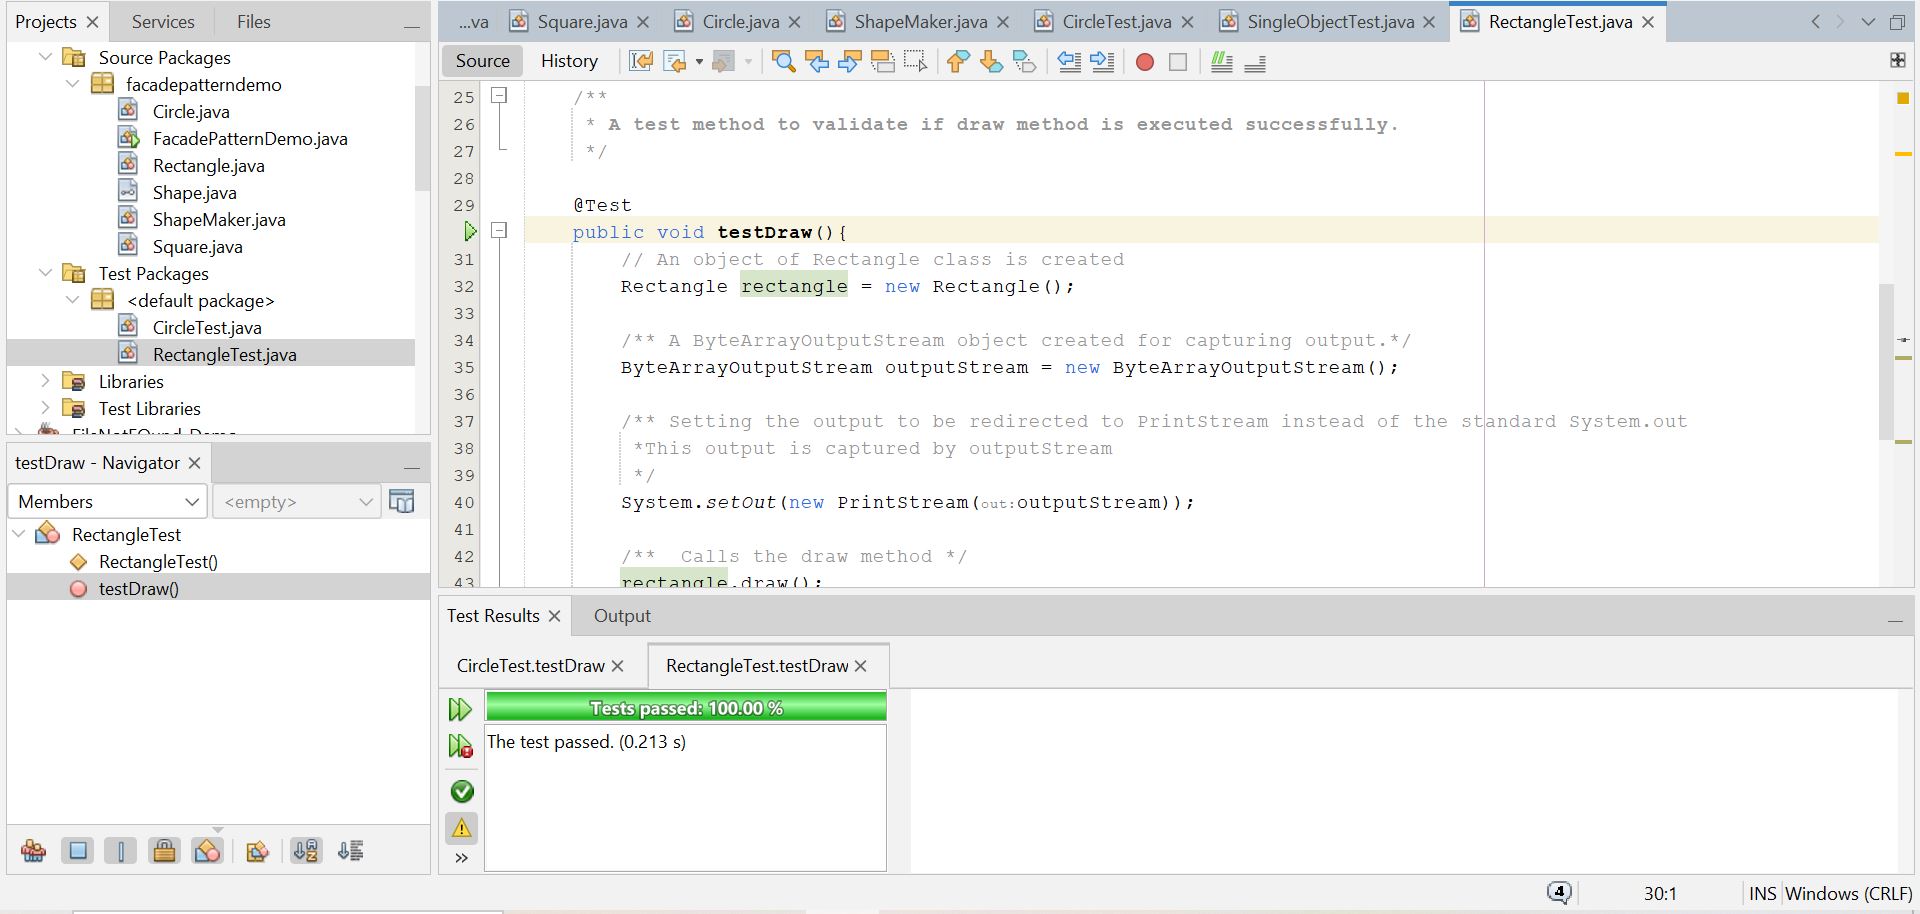 Projects
Services
Files
Source Packages
facadepatterndemo
Circle.java
FacadePatternDemo.java
Rectangle.java
Shape.java
ShapeMaker.java
Square.java
Test Packages
<default package>
CircleTest.java
RectangleTest.java
Libraries
Test Libraries
testDraw - Navigator
Members
<empty>
RectangleTest
RectangleTest()
testDraw()
...va
Square.java
Circle.java
ShapeMaker.java
CircleTest.java
SingleObjectTest.java
RectangleTest.java
Source
History
25 /**
26 * A test method to validate if draw method is executed successfully.
27 */
28
29 @Test
public void testDraw(){
31 // An object of Rectangle class is created
32 Rectangle rectangle = new Rectangle();
33
34 /** A ByteArrayOutputStream object created for capturing output.*/
35 ByteArrayOutputStream outputStream = new ByteArrayOutputStream();
36
37 /** Setting the output to be redirected to PrintStream instead of the standard System.out
38 *This output is captured by outputStream
39 */
40 System.setOut(new PrintStream(out:outputStream));
41
42 /** Calls the draw method */
43 rectangle.draw();
Test Results
Output
CircleTest.testDraw
RectangleTest.testDraw
Tests passed: 100.00 %
The test passed. (0.213 s)
4
30:1
INS
Windows (CRLF)